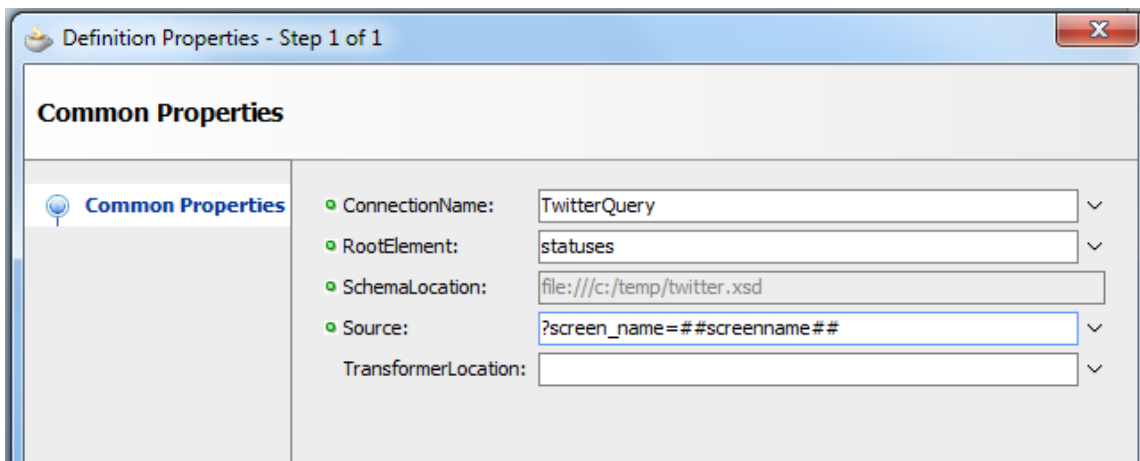 Definition Properties - Step 1 of 1
Common Properties
Common Properties
ConnectionName: TwitterQuery
RootElement: statuses
SchemaLocation: file:///c:/temp/twitter.xsd
Source: ?screen_name=##screenname##
TransformerLocation: